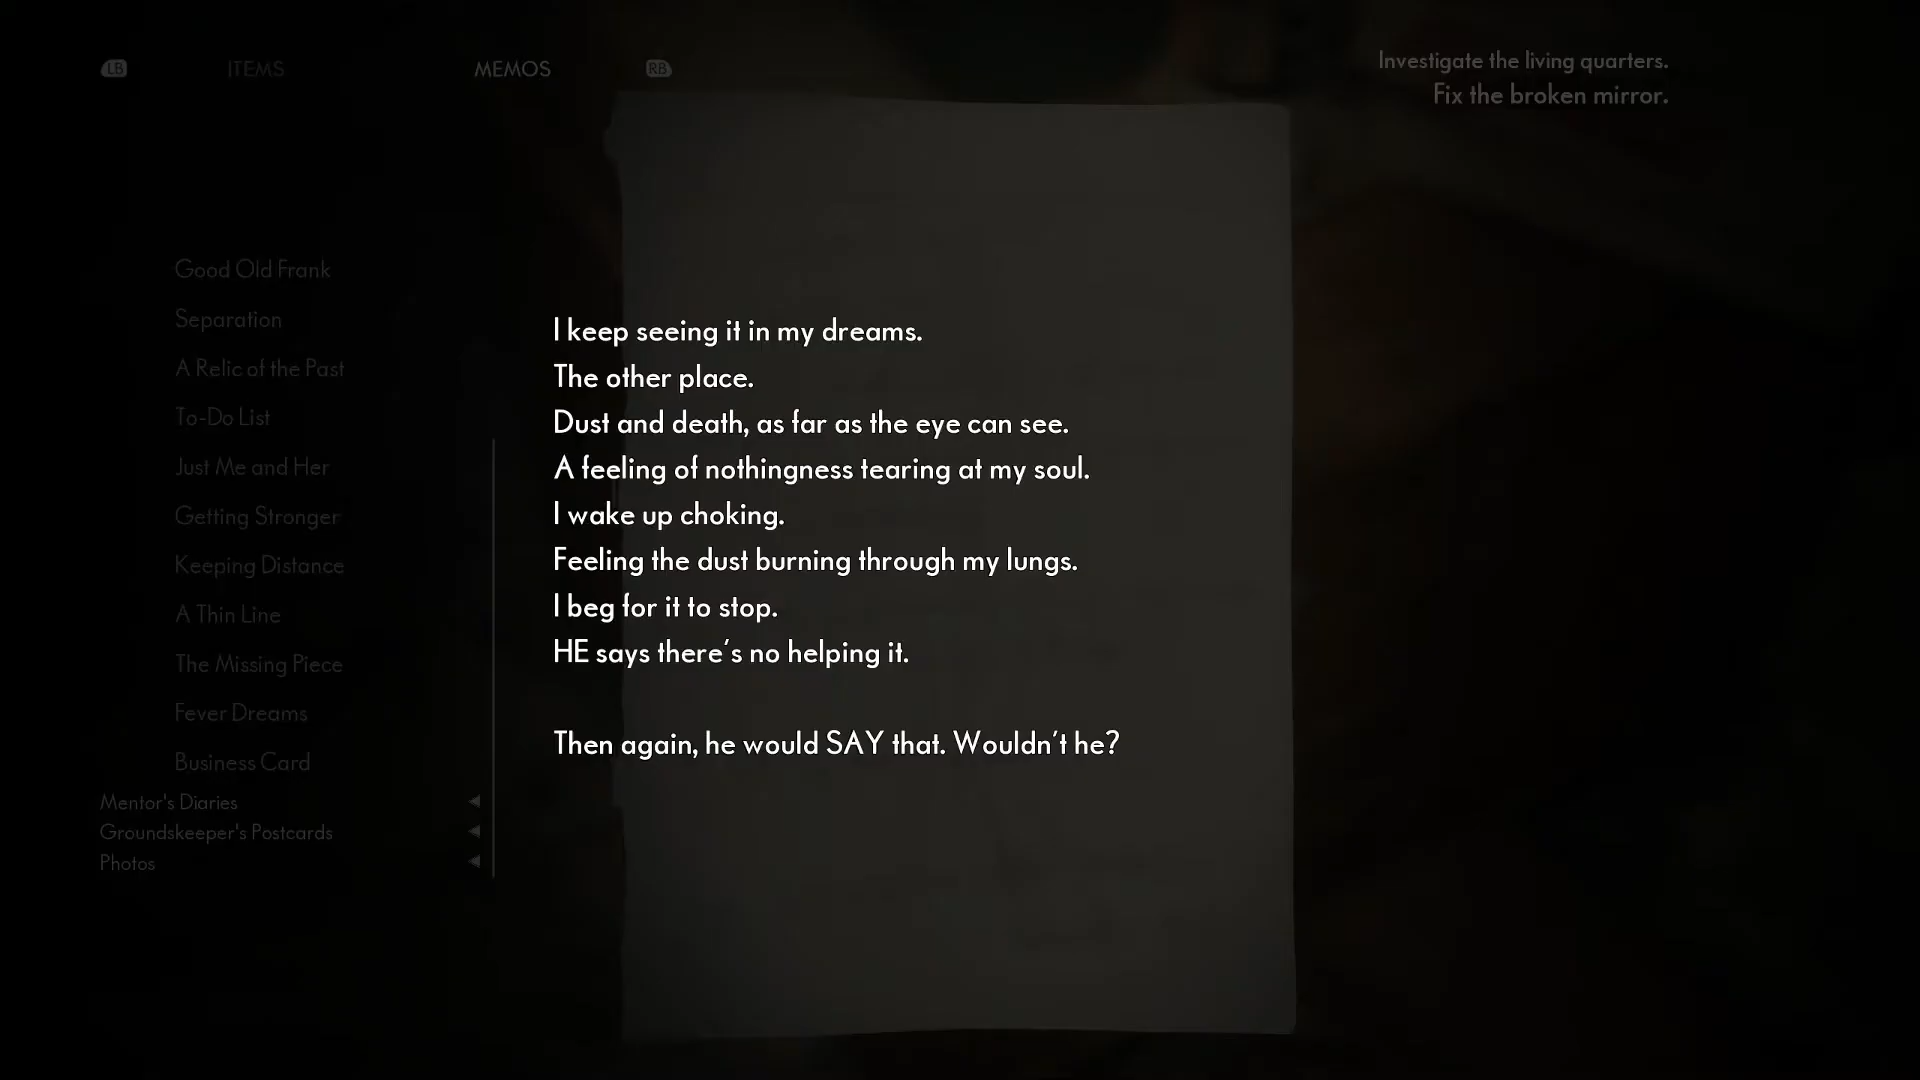 LB
ITEMS
MEMOS
RB
Investigate the living quarters.
Fix the broken mirror.
Good Old Frank
Separation
A Relic of the Past
To-Do List
Just Me and Her
Getting Stronger
Keeping Distance
A Thin Line
The Missing Piece
Fever Dreams
Business Card
Mentor's Diaries
Groundskeeper's Postcards
Photos
I keep seeing it in my dreams.
The other place.
Dust and death, as far as the eye can see.
A feeling of nothingness tearing at my soul.
I wake up choking.
Feeling the dust burning through my lungs.
I beg for it to stop.
HE says there's no helping it.
Then again, he would SAY that. Wouldn't he?